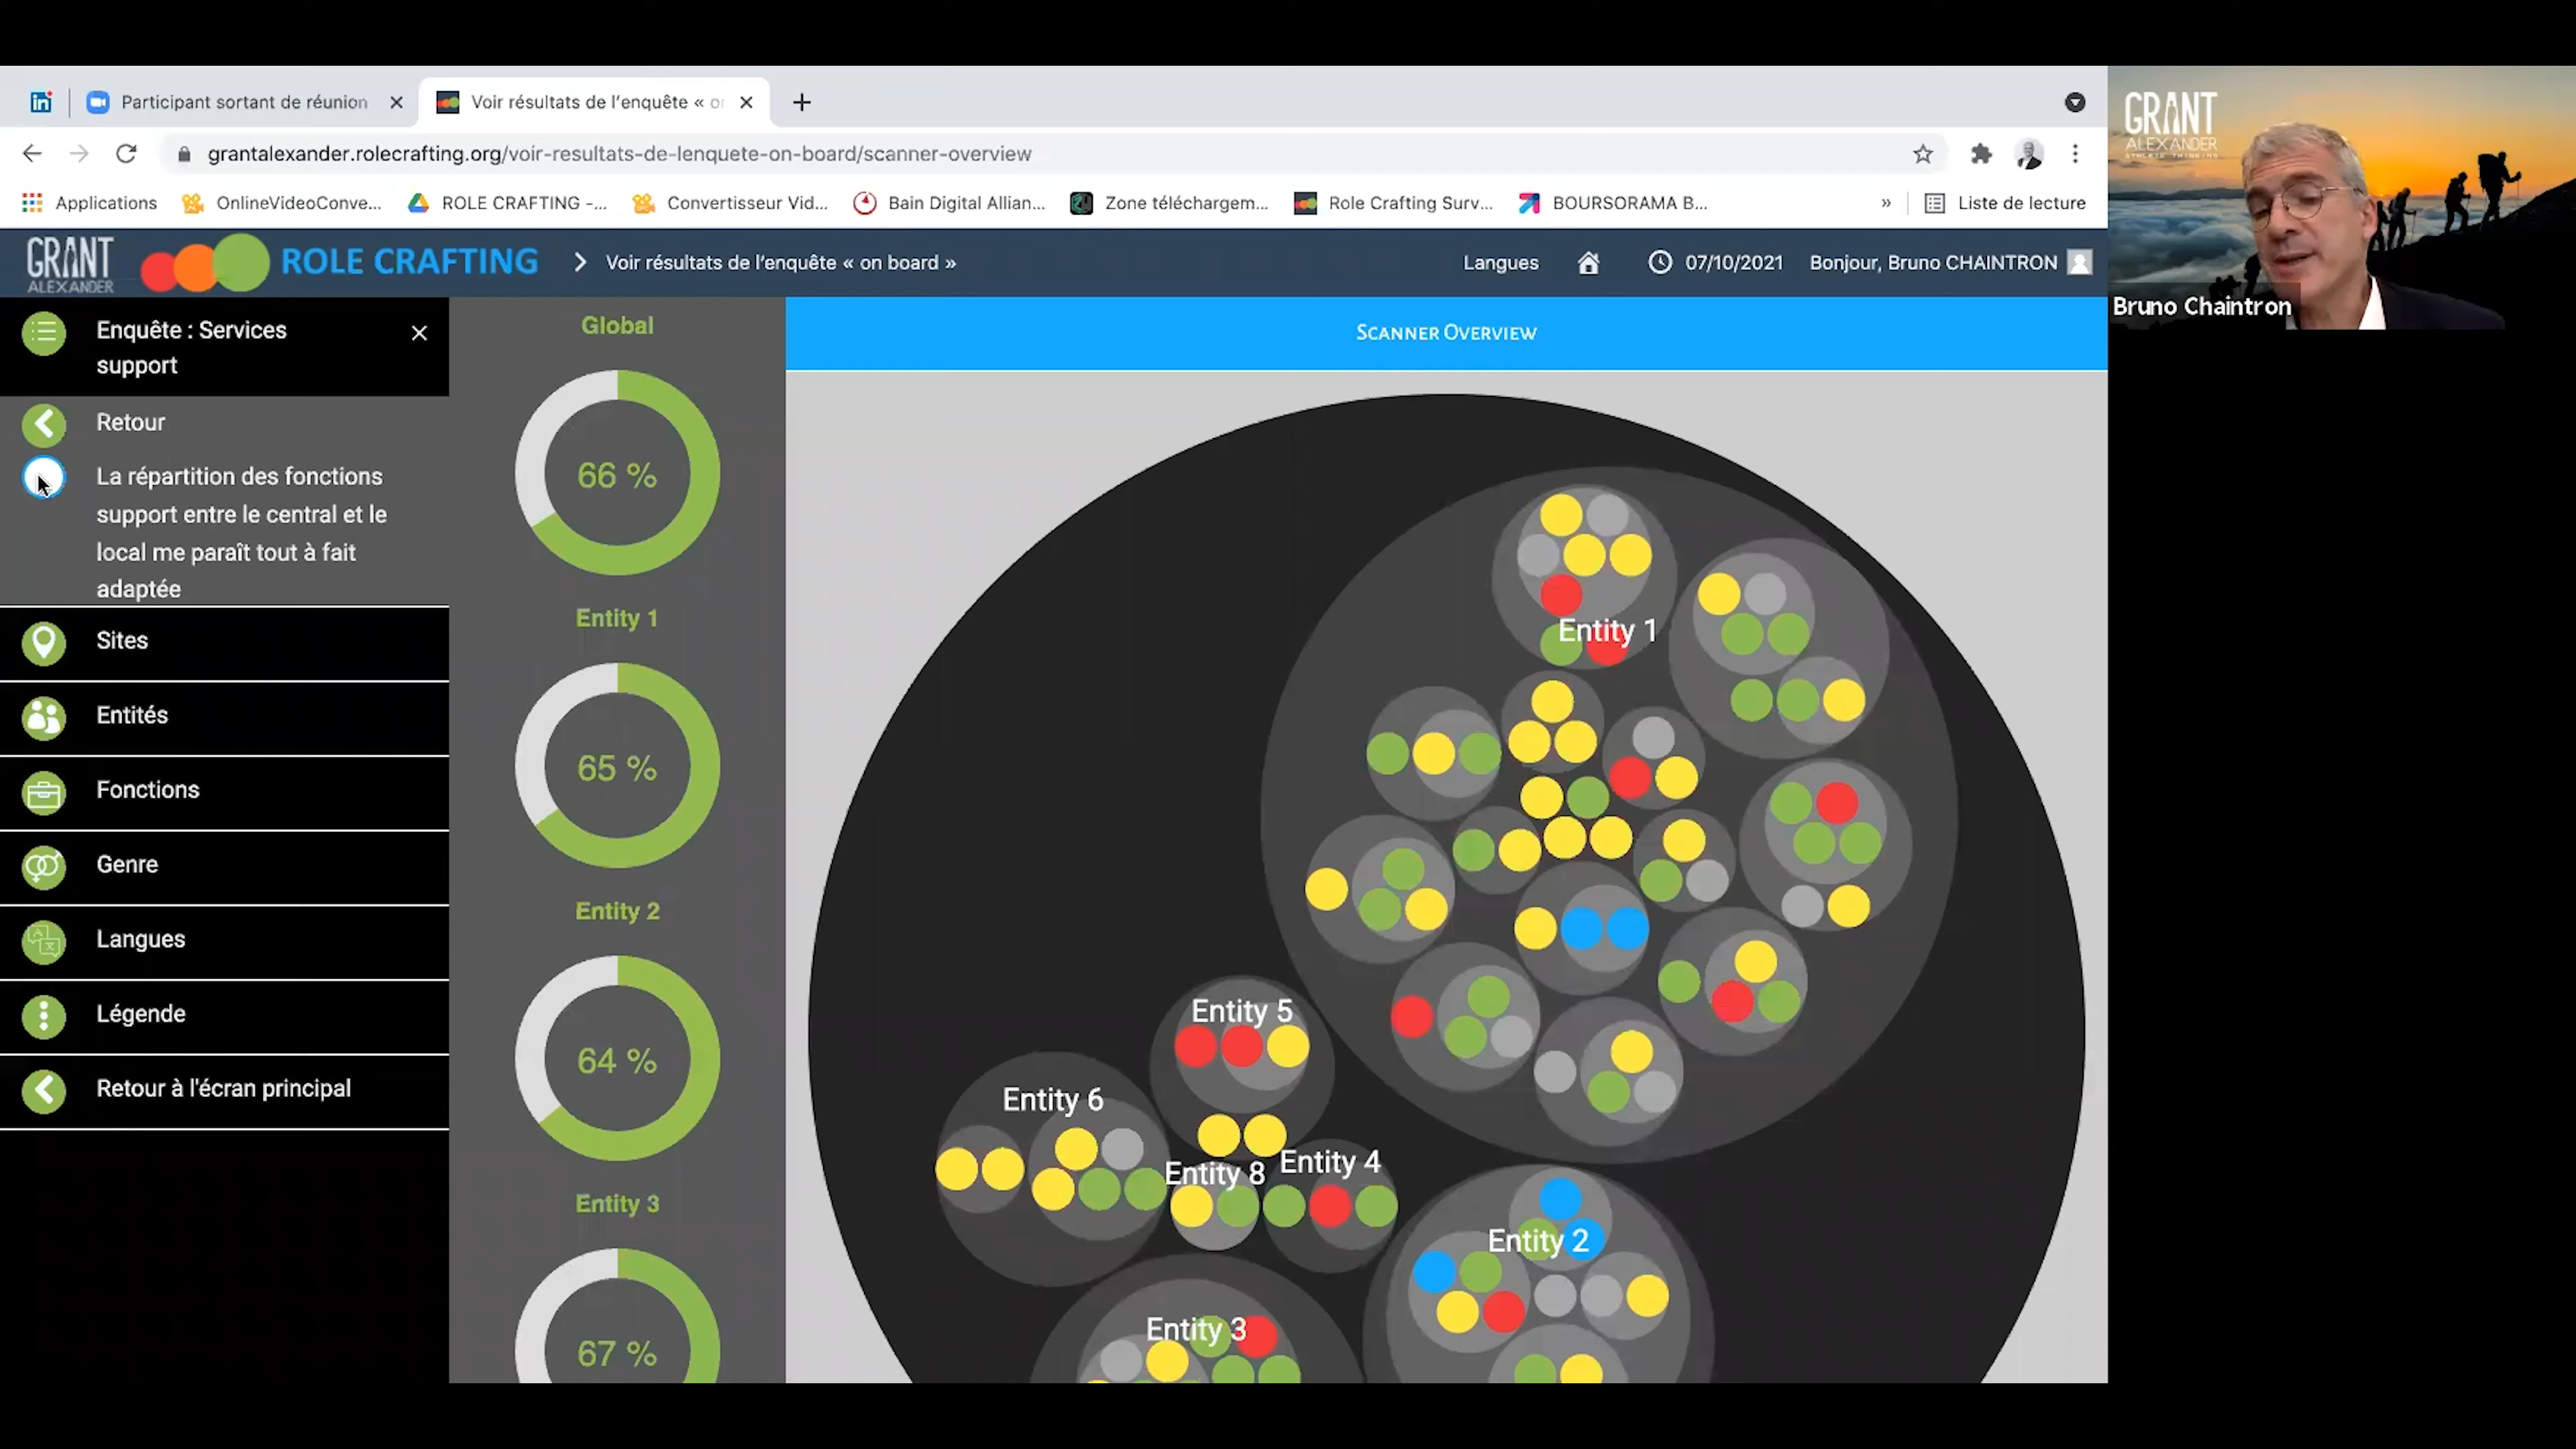 Participant sortant de réunion
Voir résultats de l'enquête « on
grantalexander.rolecrafting.org/voir-resultats-de-lenquete-on-board/scanner-overview
Applications
OnlineVideoConve...
ROLE CRAFTING -...
Convertisseur Vid...
Bain Digital Allian...
Zone téléchargem...
Role Crafting Surv...
BOURSORAMA B...
»
Liste de lecture
GRANT
ALEXANDER
ROLE CRAFTING
Voir résultats de l'enquête « on board »
Langues
07/10/2021
Bonjour, Bruno CHAINTRON
GRANT
ALEXANDER
ATHLETE THINKING
Bruno Chaintron
Enquête : Services
support
Retour
La répartition des fonctions
support entre le central et le
local me paraît tout à fait
adaptée
Sites
Entités
Fonctions
Genre
Langues
Légende
Retour à l'écran principal
Global
66 %
Entity 1
65 %
Entity 2
64 %
Entity 3
67 %
Scanner Overview
Entity 1
Entity 5
Entity 6
Entity 8
Entity 4
Entity 2
Entity 3